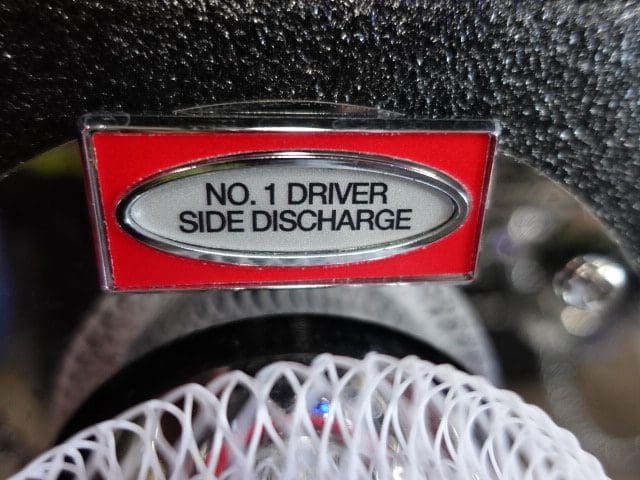 NO. 1 DRIVER
SIDE DISCHARGE